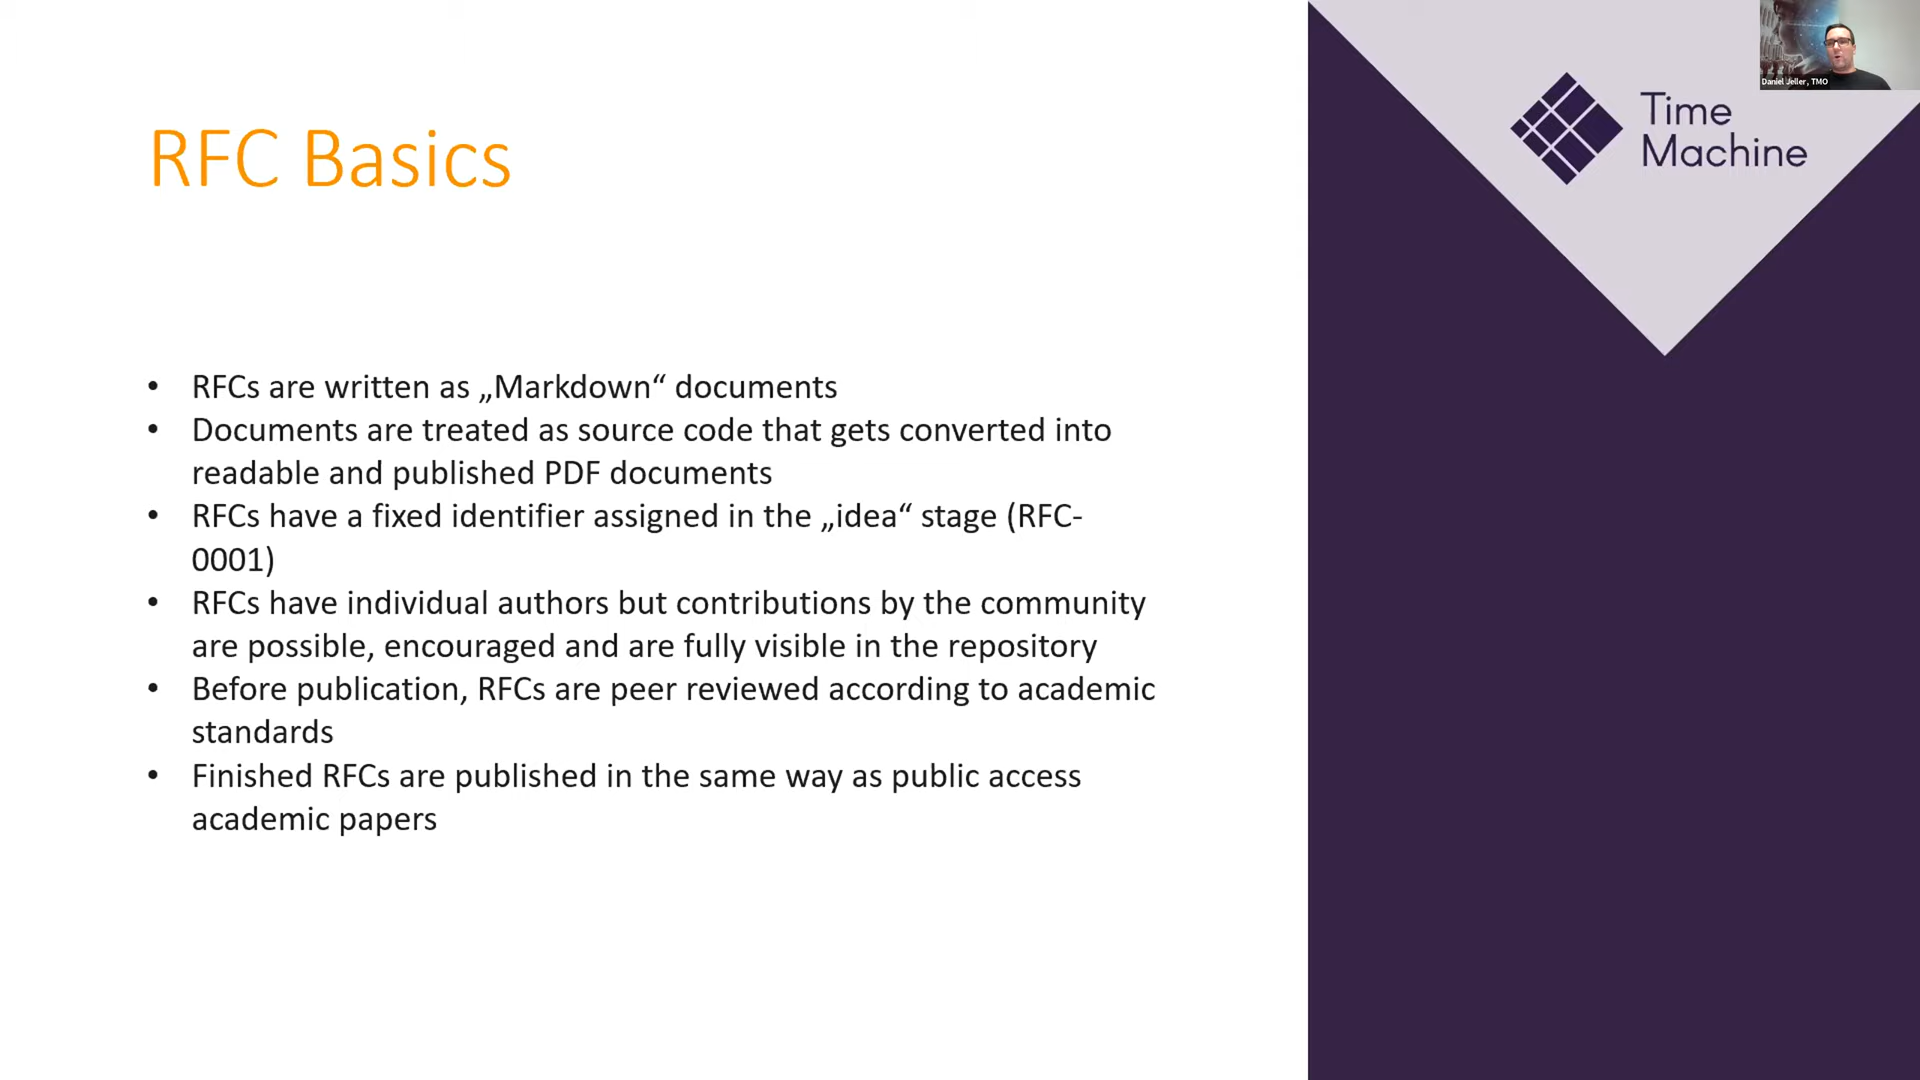 Daniel Jeller, TMO
Time
Machine
RFC Basics
• RFCs are written as „Markdown“ documents
• Documents are treated as source code that gets converted into
readable and published PDF documents
• RFCs have a fixed identifier assigned in the „idea“ stage (RFC-
0001)
• RFCs have individual authors but contributions by the community
are possible, encouraged and are fully visible in the repository
• Before publication, RFCs are peer reviewed according to academic
standards
• Finished RFCs are published in the same way as public access
academic papers